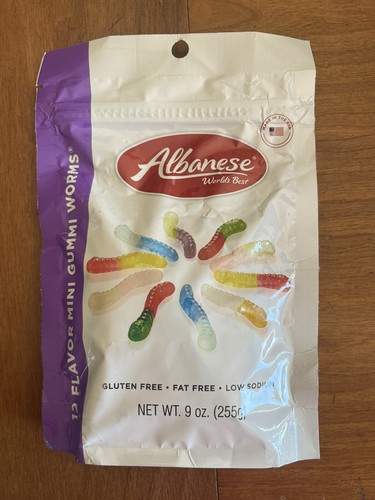 MADE IN THE USA
Albanese®
World's Best
12 FLAVOR MINI GUMMI WORMS®
GLUTEN FREE • FAT FREE • LOW SODIUM
NET WT. 9 oz. (255g)